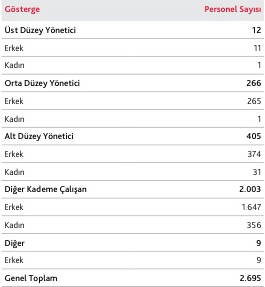 Gösterge Personel Sayısı
Üst Düzey Yönetici 12
Erkek 11
Kadın 1
Orta Düzey Yönetici 266
Erkek 265
Kadın 1
Alt Düzey Yönetici 405
Erkek 374
Kadın 31
Diğer Kademe Çalışan 2.003
Erkek 1.647
Kadın 356
Diğer 9
Erkek 9
Genel Toplam 2.695